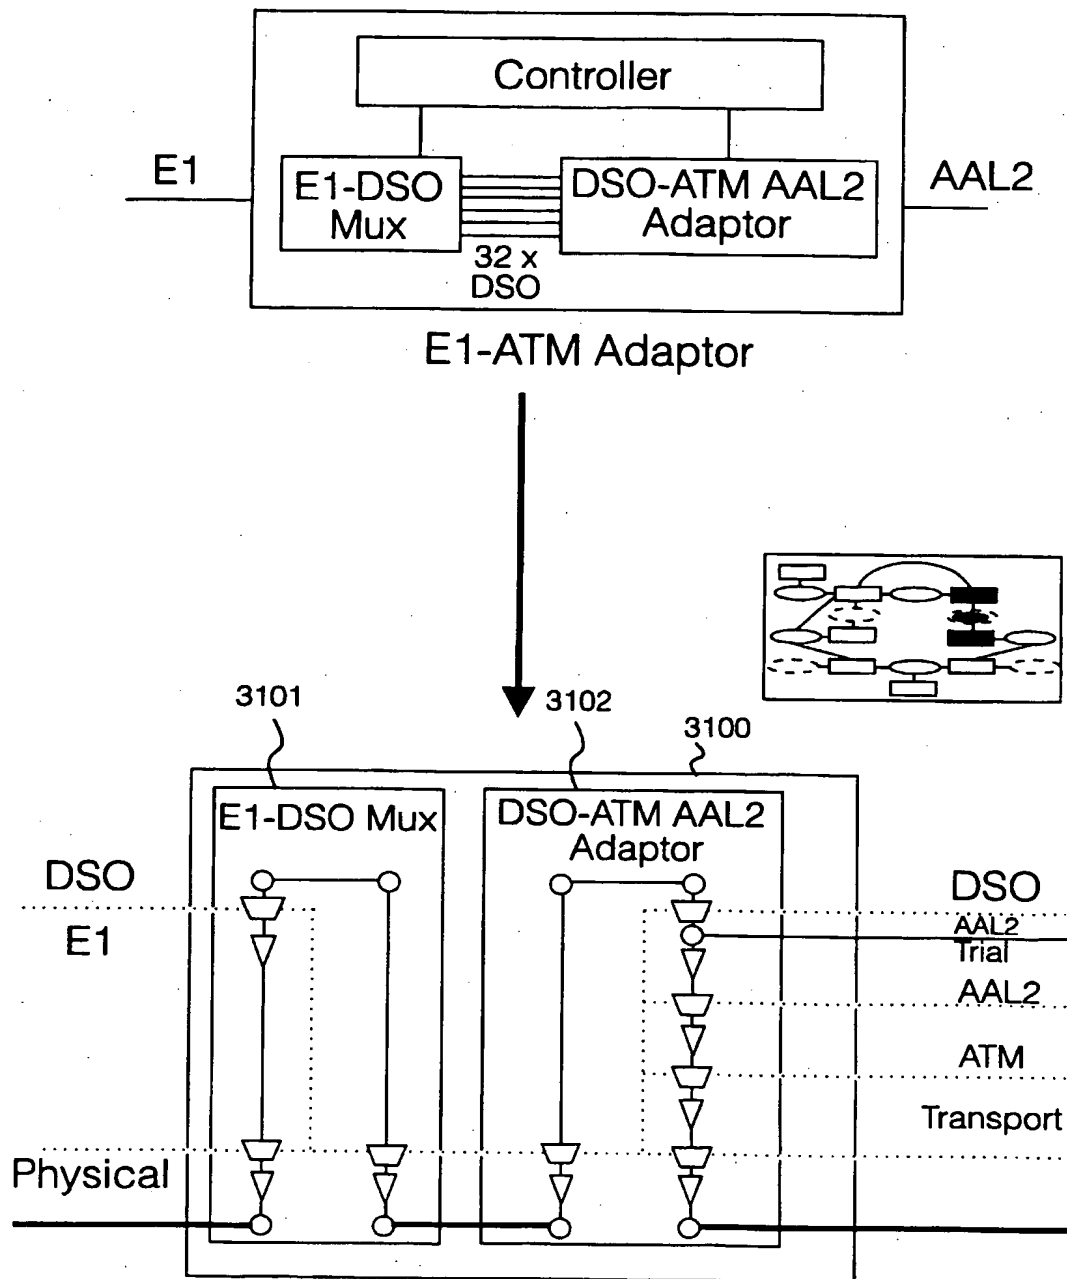 Controller
E1
E1-DSO
Mux
DSO-ATM AAL2
Adaptor
AAL2
32 x
DSO
E1-ATM Adaptor
3101
3102
3100
E1-DSO Mux
DSO-ATM AAL2
Adaptor
DSO
E1
Physical
DSO
AAL2
Trial
AAL2
ATM
Transport